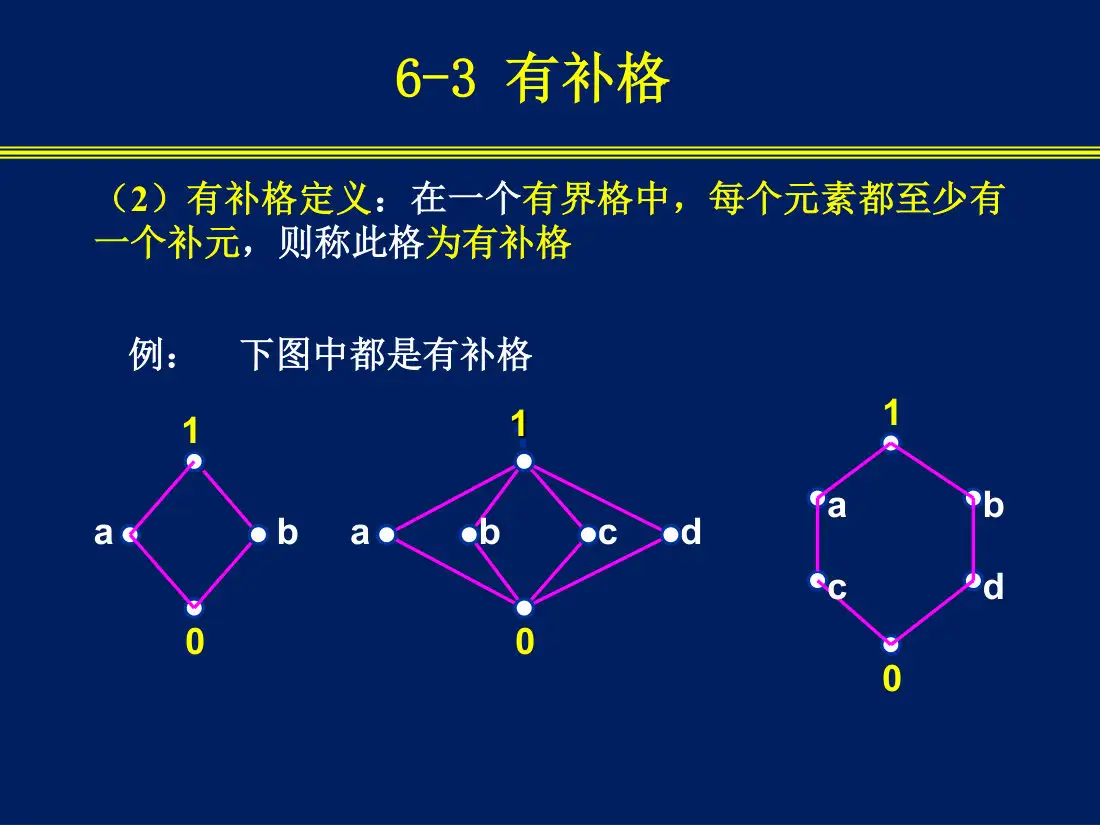 6-3 有补格
（2）有补格定义：在一个有界格中，每个元素都至少有
一个补元，则称此格为有补格
例： 下图中都是有补格
1
a b
0
1
a b c d
0
1
a b
c d
0